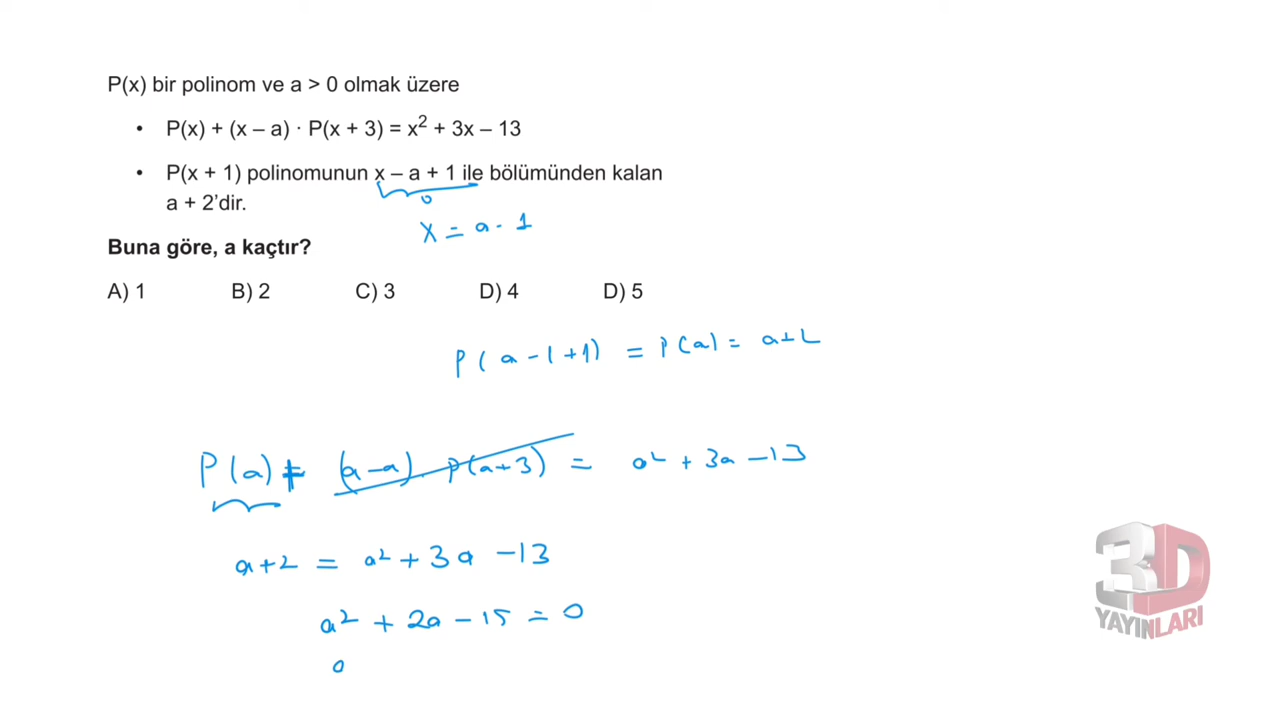 P(x) bir polinom ve a > 0 olmak üzere
• P(x) + (x – a) · P(x + 3) = x² + 3x – 13
• P(x + 1) polinomunun x – a + 1 ile bölümünden kalan
a + 2'dir.
0
x = a - 1
Buna göre, a kaçtır?
A) 1 B) 2 C) 3 D) 4 D) 5
P(a - 1 + 1) = P(a) = a + 2
P(a) + (a - a) . P(a + 3) = a² + 3a - 13
a + 2 = a² + 3a - 13
a² + 2a - 15 = 0
3D
YAYINLARI